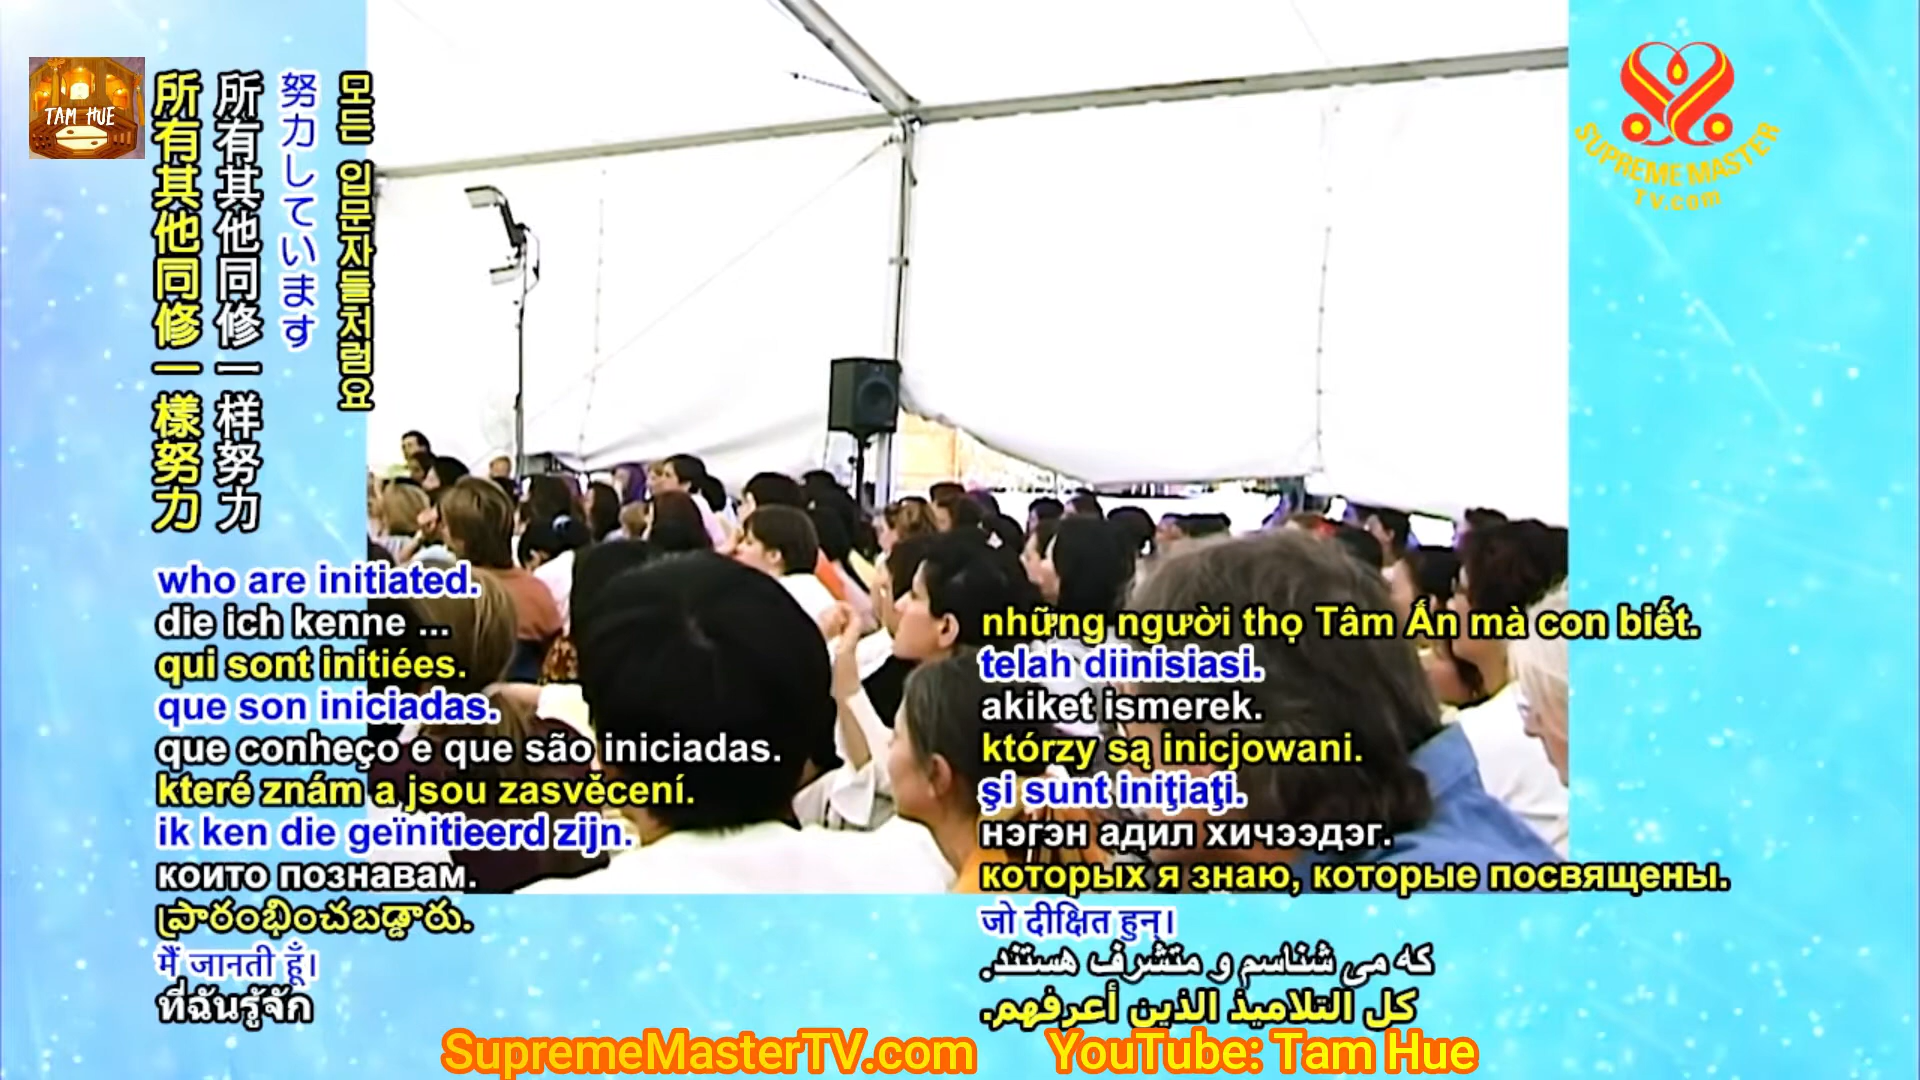 TAM HUE
所有其他同修一樣努力
所有其他同修一样努力
努力しています
모든 입문자들처럼요
SUPREME MASTER
TV.com
who are initiated.
die ich kenne ...
qui sont initiées.
que son iniciadas.
que conheço e que são iniciadas.
které znám a jsou zasvěcení.
ik ken die geïnitieerd zijn.
които познавам.
ప్రారంభించబడ్డారు.
मैं जानती हूँ।
ที่ฉันรู้จัก
những người thọ Tâm Ấn mà con biết.
telah diinisiasi.
akiket ismerek.
którzy są inicjowani.
şi sunt iniţiaţi.
нэгэн адил хичээдэг.
которых я знаю, которые посвящены.
जो दीक्षित हुन्।
که می شناسم و متشرف هستند.
كل التلاميذ الذين أعرفهم.
SupremeMasterTV.com YouTube: Tam Hue